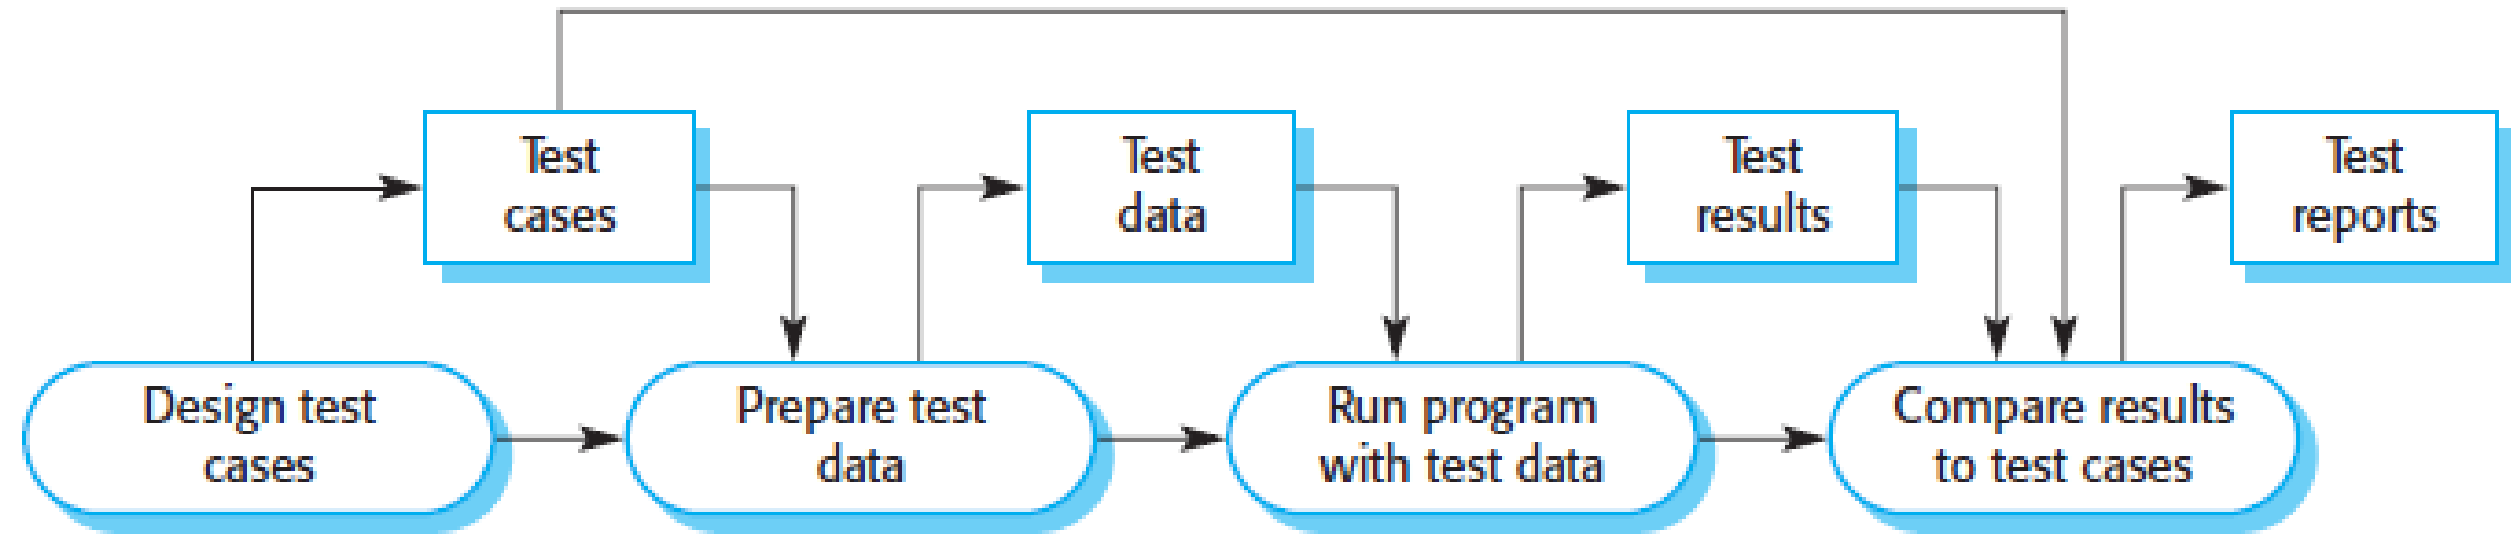 Test
cases
Test
data
Test
results
Test
reports
Design test
cases
Prepare test
data
Run program
with test data
Compare results
to test cases